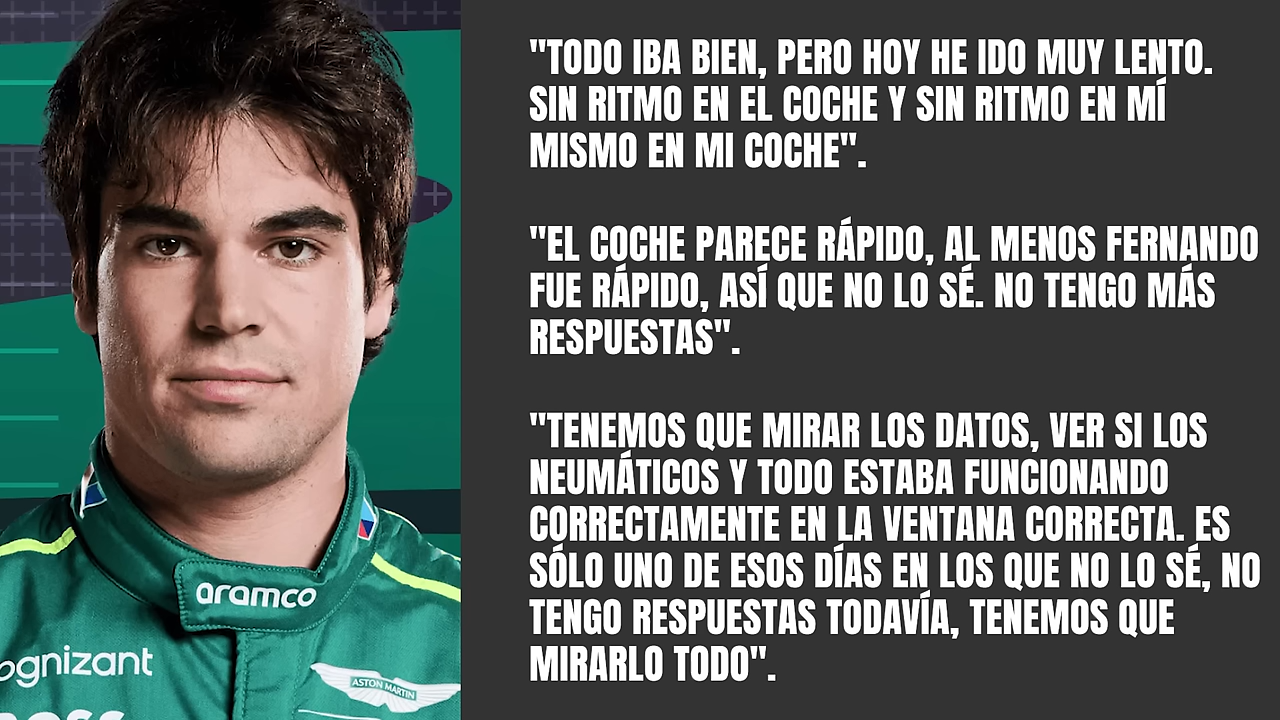 "TODO IBA BIEN, PERO HOY HE IDO MUY LENTO.
SIN RITMO EN EL COCHE Y SIN RITMO EN MÍ
MISMO EN MI COCHE".
"EL COCHE PARECE RÁPIDO, AL MENOS FERNANDO
FUE RÁPIDO, ASÍ QUE NO LO SÉ. NO TENGO MÁS
RESPUESTAS".
"TENEMOS QUE MIRAR LOS DATOS, VER SI LOS
NEUMÁTICOS Y TODO ESTABA FUNCIONANDO
CORRECTAMENTE EN LA VENTANA CORRECTA. ES
SÓLO UNO DE ESOS DÍAS EN LOS QUE NO LO SÉ, NO
TENGO RESPUESTAS TODAVÍA, TENEMOS QUE
MIRARLO TODO".
aramco
ognizant
ASTON MARTIN